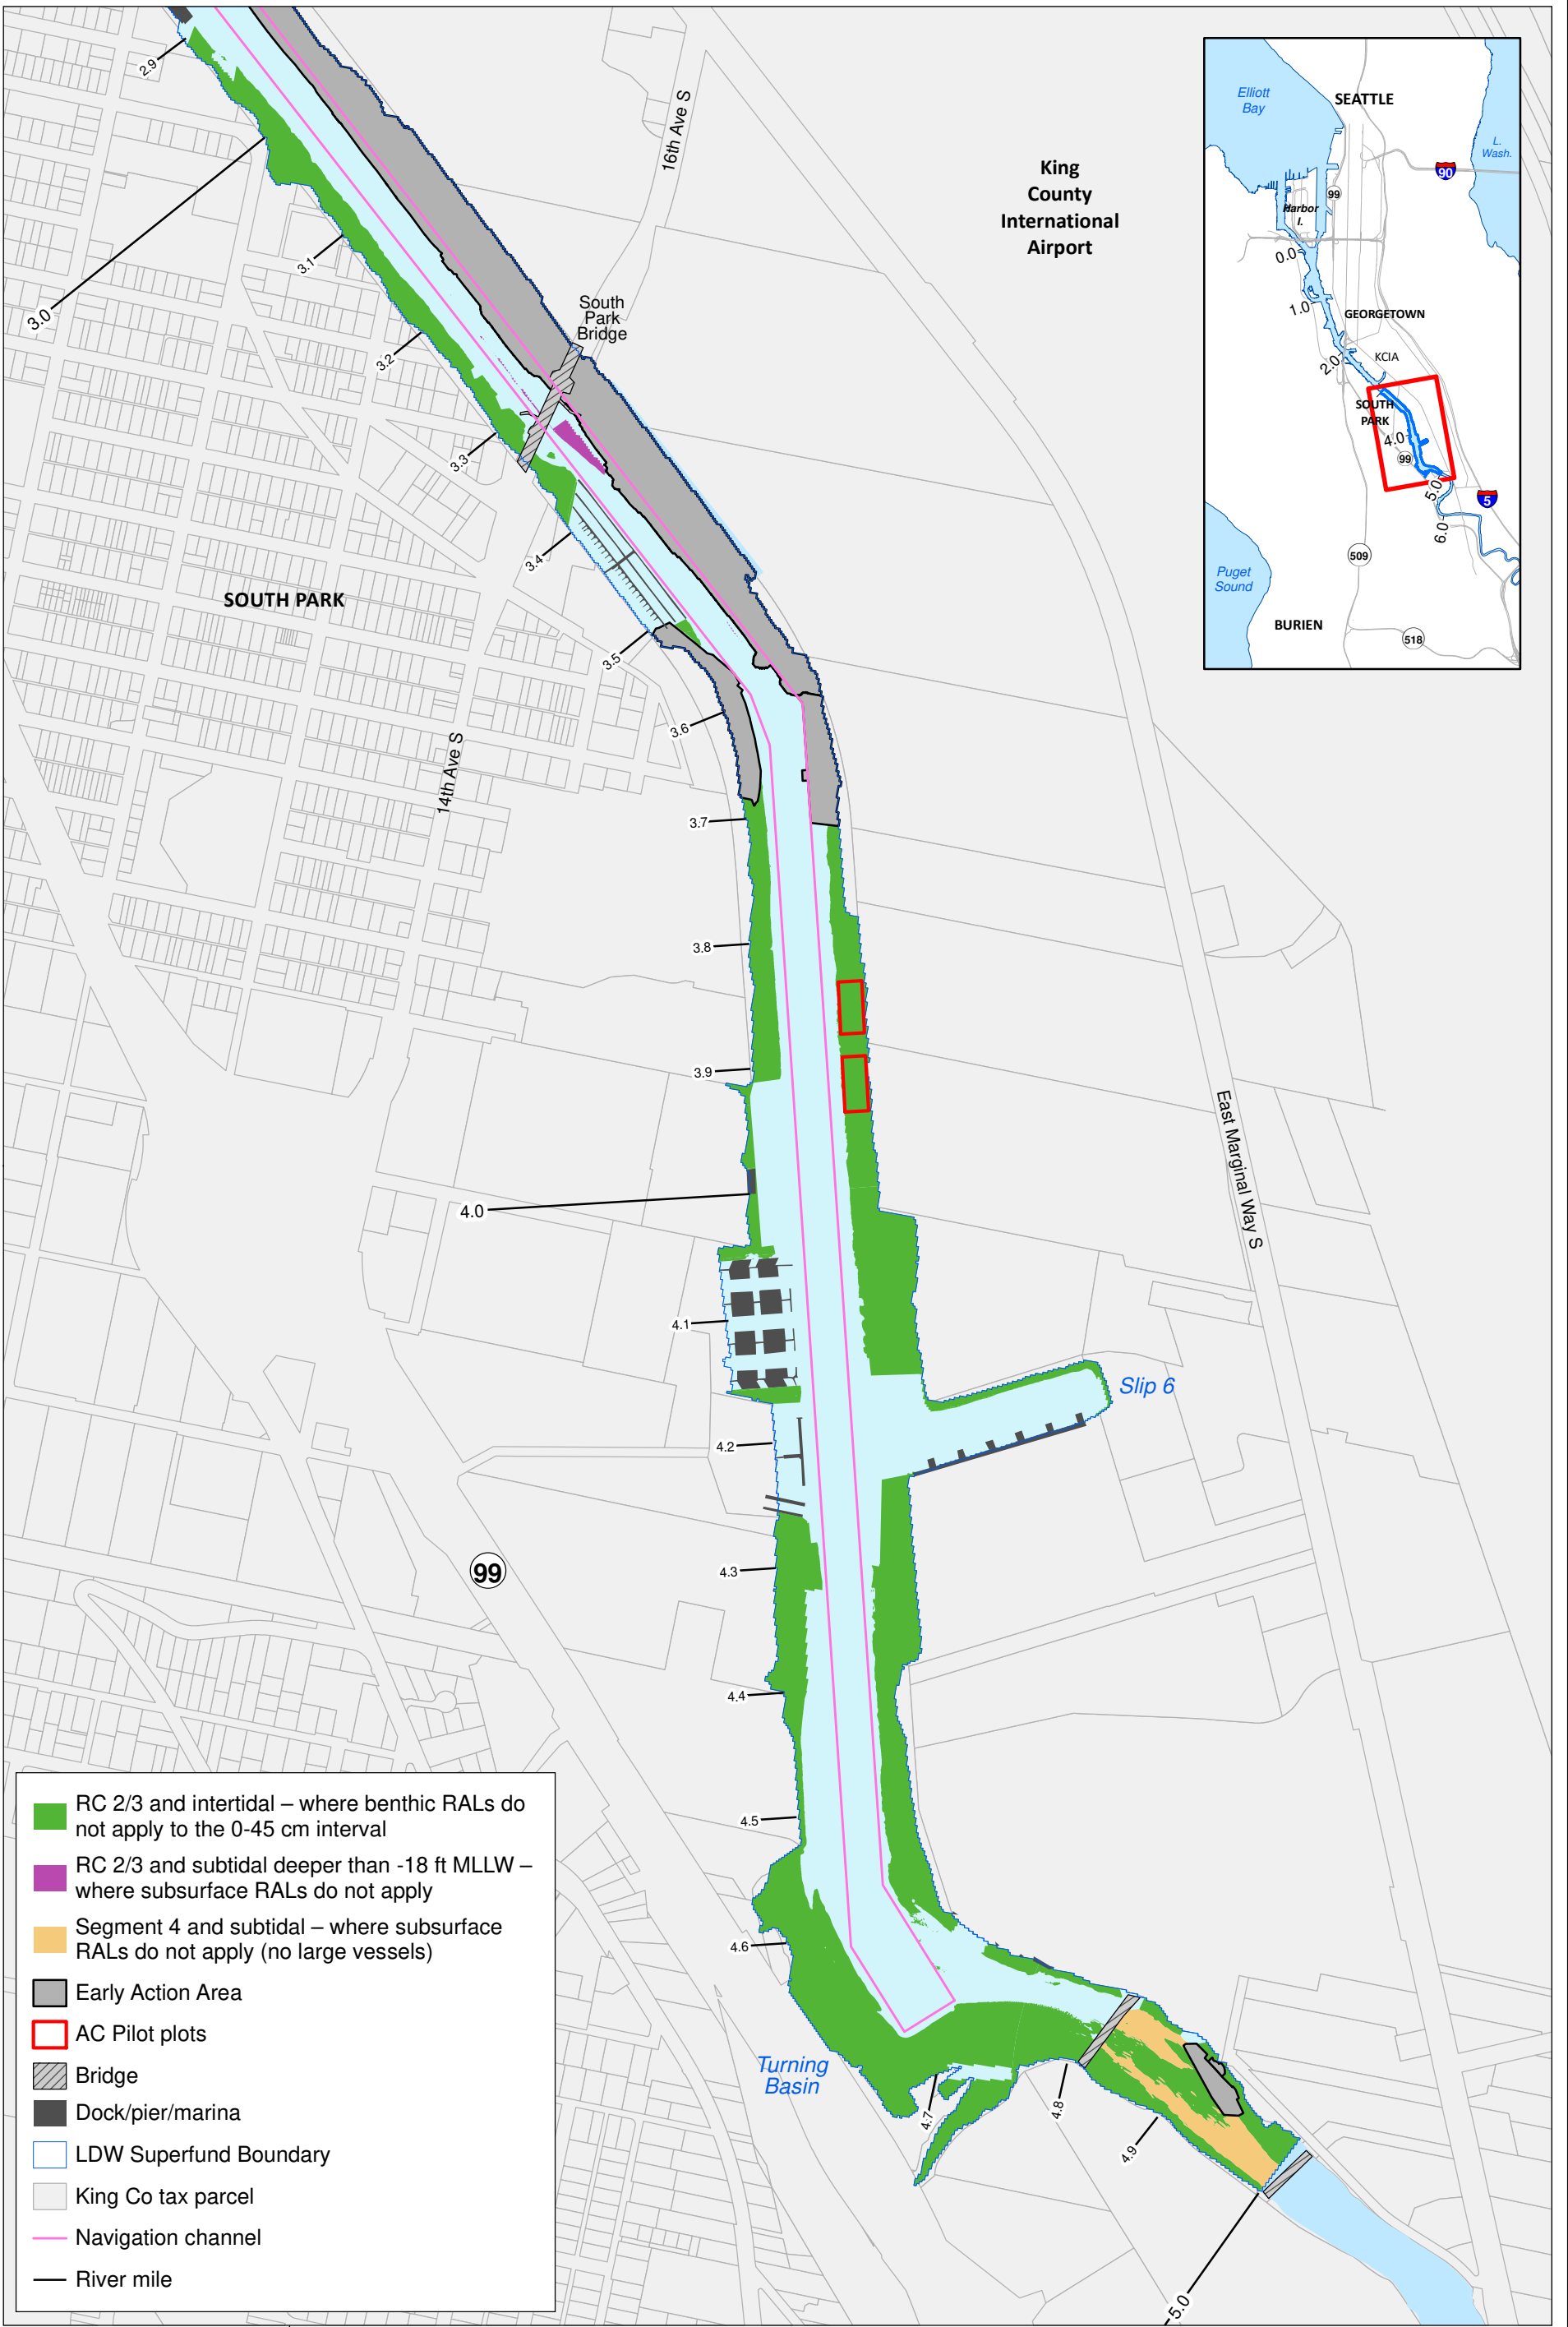 2.9
3.0
3.1
3.2
3.3
3.4
3.5
3.6
3.7
3.8
3.9
4.0
4.1
4.2
4.3
4.4
4.5
4.6
4.7
4.8
4.9
5.0
16th Ave S
South
Park
Bridge
King
County
International
Airport
SOUTH PARK
14th Ave S
East Marginal Way S
Slip 6
99
Turning
Basin
Elliott
Bay
SEATTLE
L.
Wash.
90
99
Harbor
I.
0.0
1.0
GEORGETOWN
2.0
KCIA
SOUTH
PARK
4.0
99
5.0
5
6.0
509
Puget
Sound
BURIEN
518
RC 2/3 and intertidal – where benthic RALs do
not apply to the 0-45 cm interval
RC 2/3 and subtidal deeper than -18 ft MLLW –
where subsurface RALs do not apply
Segment 4 and subtidal – where subsurface
RALs do not apply (no large vessels)
Early Action Area
AC Pilot plots
Bridge
Dock/pier/marina
LDW Superfund Boundary
King Co tax parcel
Navigation channel
River mile